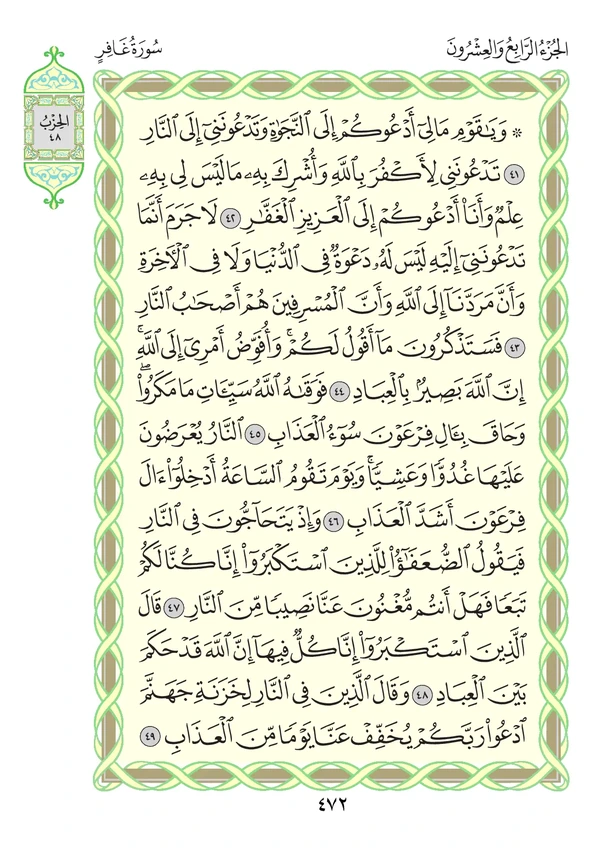 الجُزْءُ الرَّابِعُ وَالعِشْرُونَ
سُورَةُ غَافِرٍ
الحِزْبُ
٤٨
۞ وَيَٰقَوْمِ مَالِيٓ أَدْعُوكُمْ إِلَى ٱلنَّجَوٰةِ وَتَدْعُونَنِيٓ إِلَى ٱلنَّارِ
٤١ تَدْعُونَنِي لِأَكْفُرَ بِٱللَّهِ وَأُشْرِكَ بِهِۦ مَا لَيْسَ لِي بِهِۦ
عِلْمٌ وَأَنَا۠ أَدْعُوكُمْ إِلَى ٱلْعَزِيزِ ٱلْغَفَّٰرِ ٤٢ لَا جَرَمَ أَنَّمَا
تَدْعُونَنِيٓ إِلَيْهِ لَيْسَ لَهُۥ دَعْوَةٌ فِي ٱلدُّنْيَا وَلَا فِي ٱلْأٓخِرَةِ
وَأَنَّ مَرَدَّنَآ إِلَى ٱللَّهِ وَأَنَّ ٱلْمُسْرِفِينَ هُمْ أَصْحَٰبُ ٱلنَّارِ
٤٣ فَسَتَذْكُرُونَ مَآ أَقُولُ لَكُمْۚ وَأُفَوِّضُ أَمْرِيٓ إِلَى ٱللَّهِۚ
إِنَّ ٱللَّهَ بَصِيرٌۢ بِٱلْعِبَادِ ٤٤ فَوَقَىٰهُ ٱللَّهُ سَيِّـَٔاتِ مَا مَكَرُوا۟ۖ
وَحَاقَ بِـَٔالِ فِرْعَوْنَ سُوٓءُ ٱلْعَذَابِ ٤٥ ٱلنَّارُ يُعْرَضُونَ
عَلَيْهَا غُدُوًّا وَعَشِيًّاۚ وَيَوْمَ تَقُومُ ٱلسَّاعَةُ أَدْخِلُوٓا۟ ءَالَ
فِرْعَوْنَ أَشَدَّ ٱلْعَذَابِ ٤٦ وَإِذْ يَتَحَآجُّونَ فِي ٱلنَّارِ
فَيَقُولُ ٱلضُّعَفَٰٓؤُا۟ لِلَّذِينَ ٱسْتَكْبَرُوٓا۟ إِنَّا كُنَّا لَكُمْ
تَبَعًا فَهَلْ أَنتُم مُّغْنُونَ عَنَّا نَصِيبًا مِّنَ ٱلنَّارِ ٤٧ قَالَ
ٱلَّذِينَ ٱسْتَكْبَرُوٓا۟ إِنَّا كُلٌّ فِيهَآ إِنَّ ٱللَّهَ قَدْ حَكَمَ
بَيْنَ ٱلْعِبَادِ ٤٨ وَقَالَ ٱلَّذِينَ فِي ٱلنَّارِ لِخَزَنَةِ جَهَنَّمَ
ٱدْعُوا۟ رَبَّكُمْ يُخَفِّفْ عَنَّا يَوْمًا مِّنَ ٱلْعَذَابِ ٤٩
٤٧٢